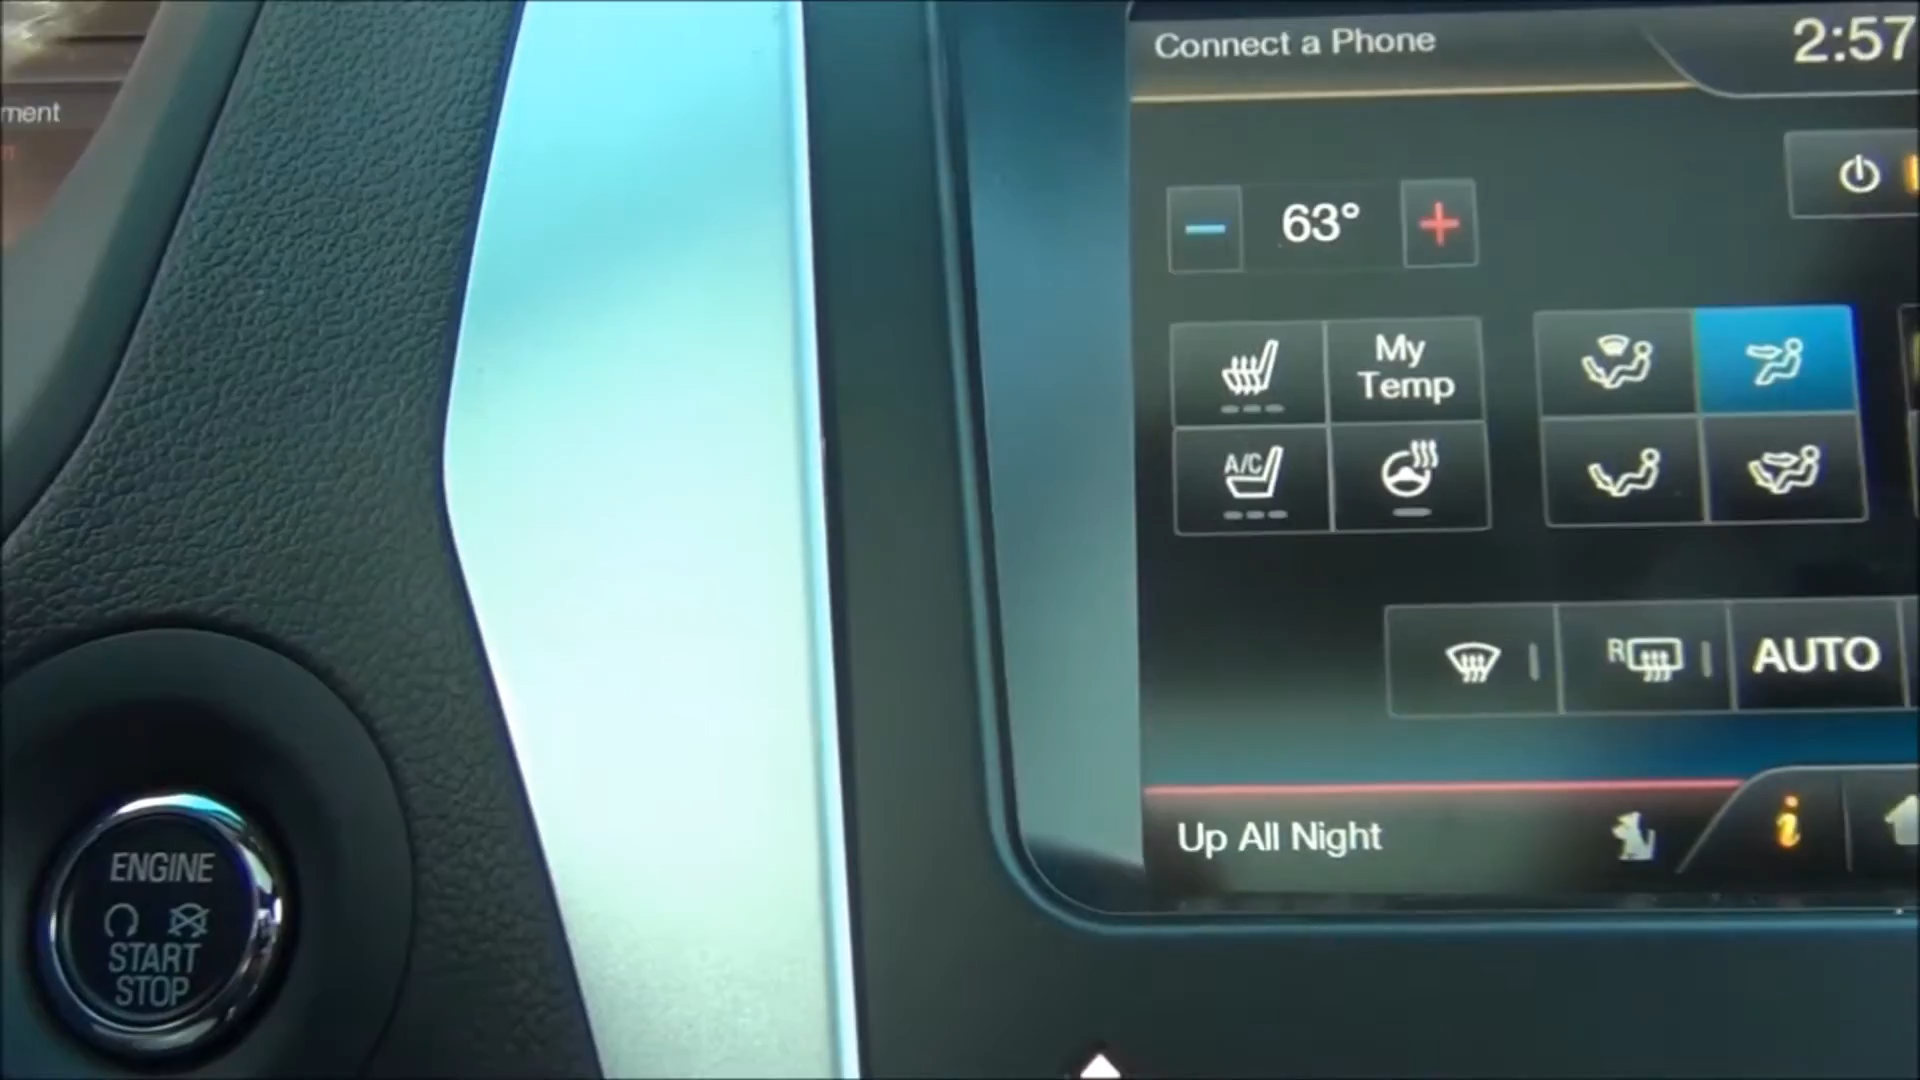 ment
Connect a Phone
2:57
63°
My
Temp
A/C
R
AUTO
Up All Night
i
ENGINE
START
STOP